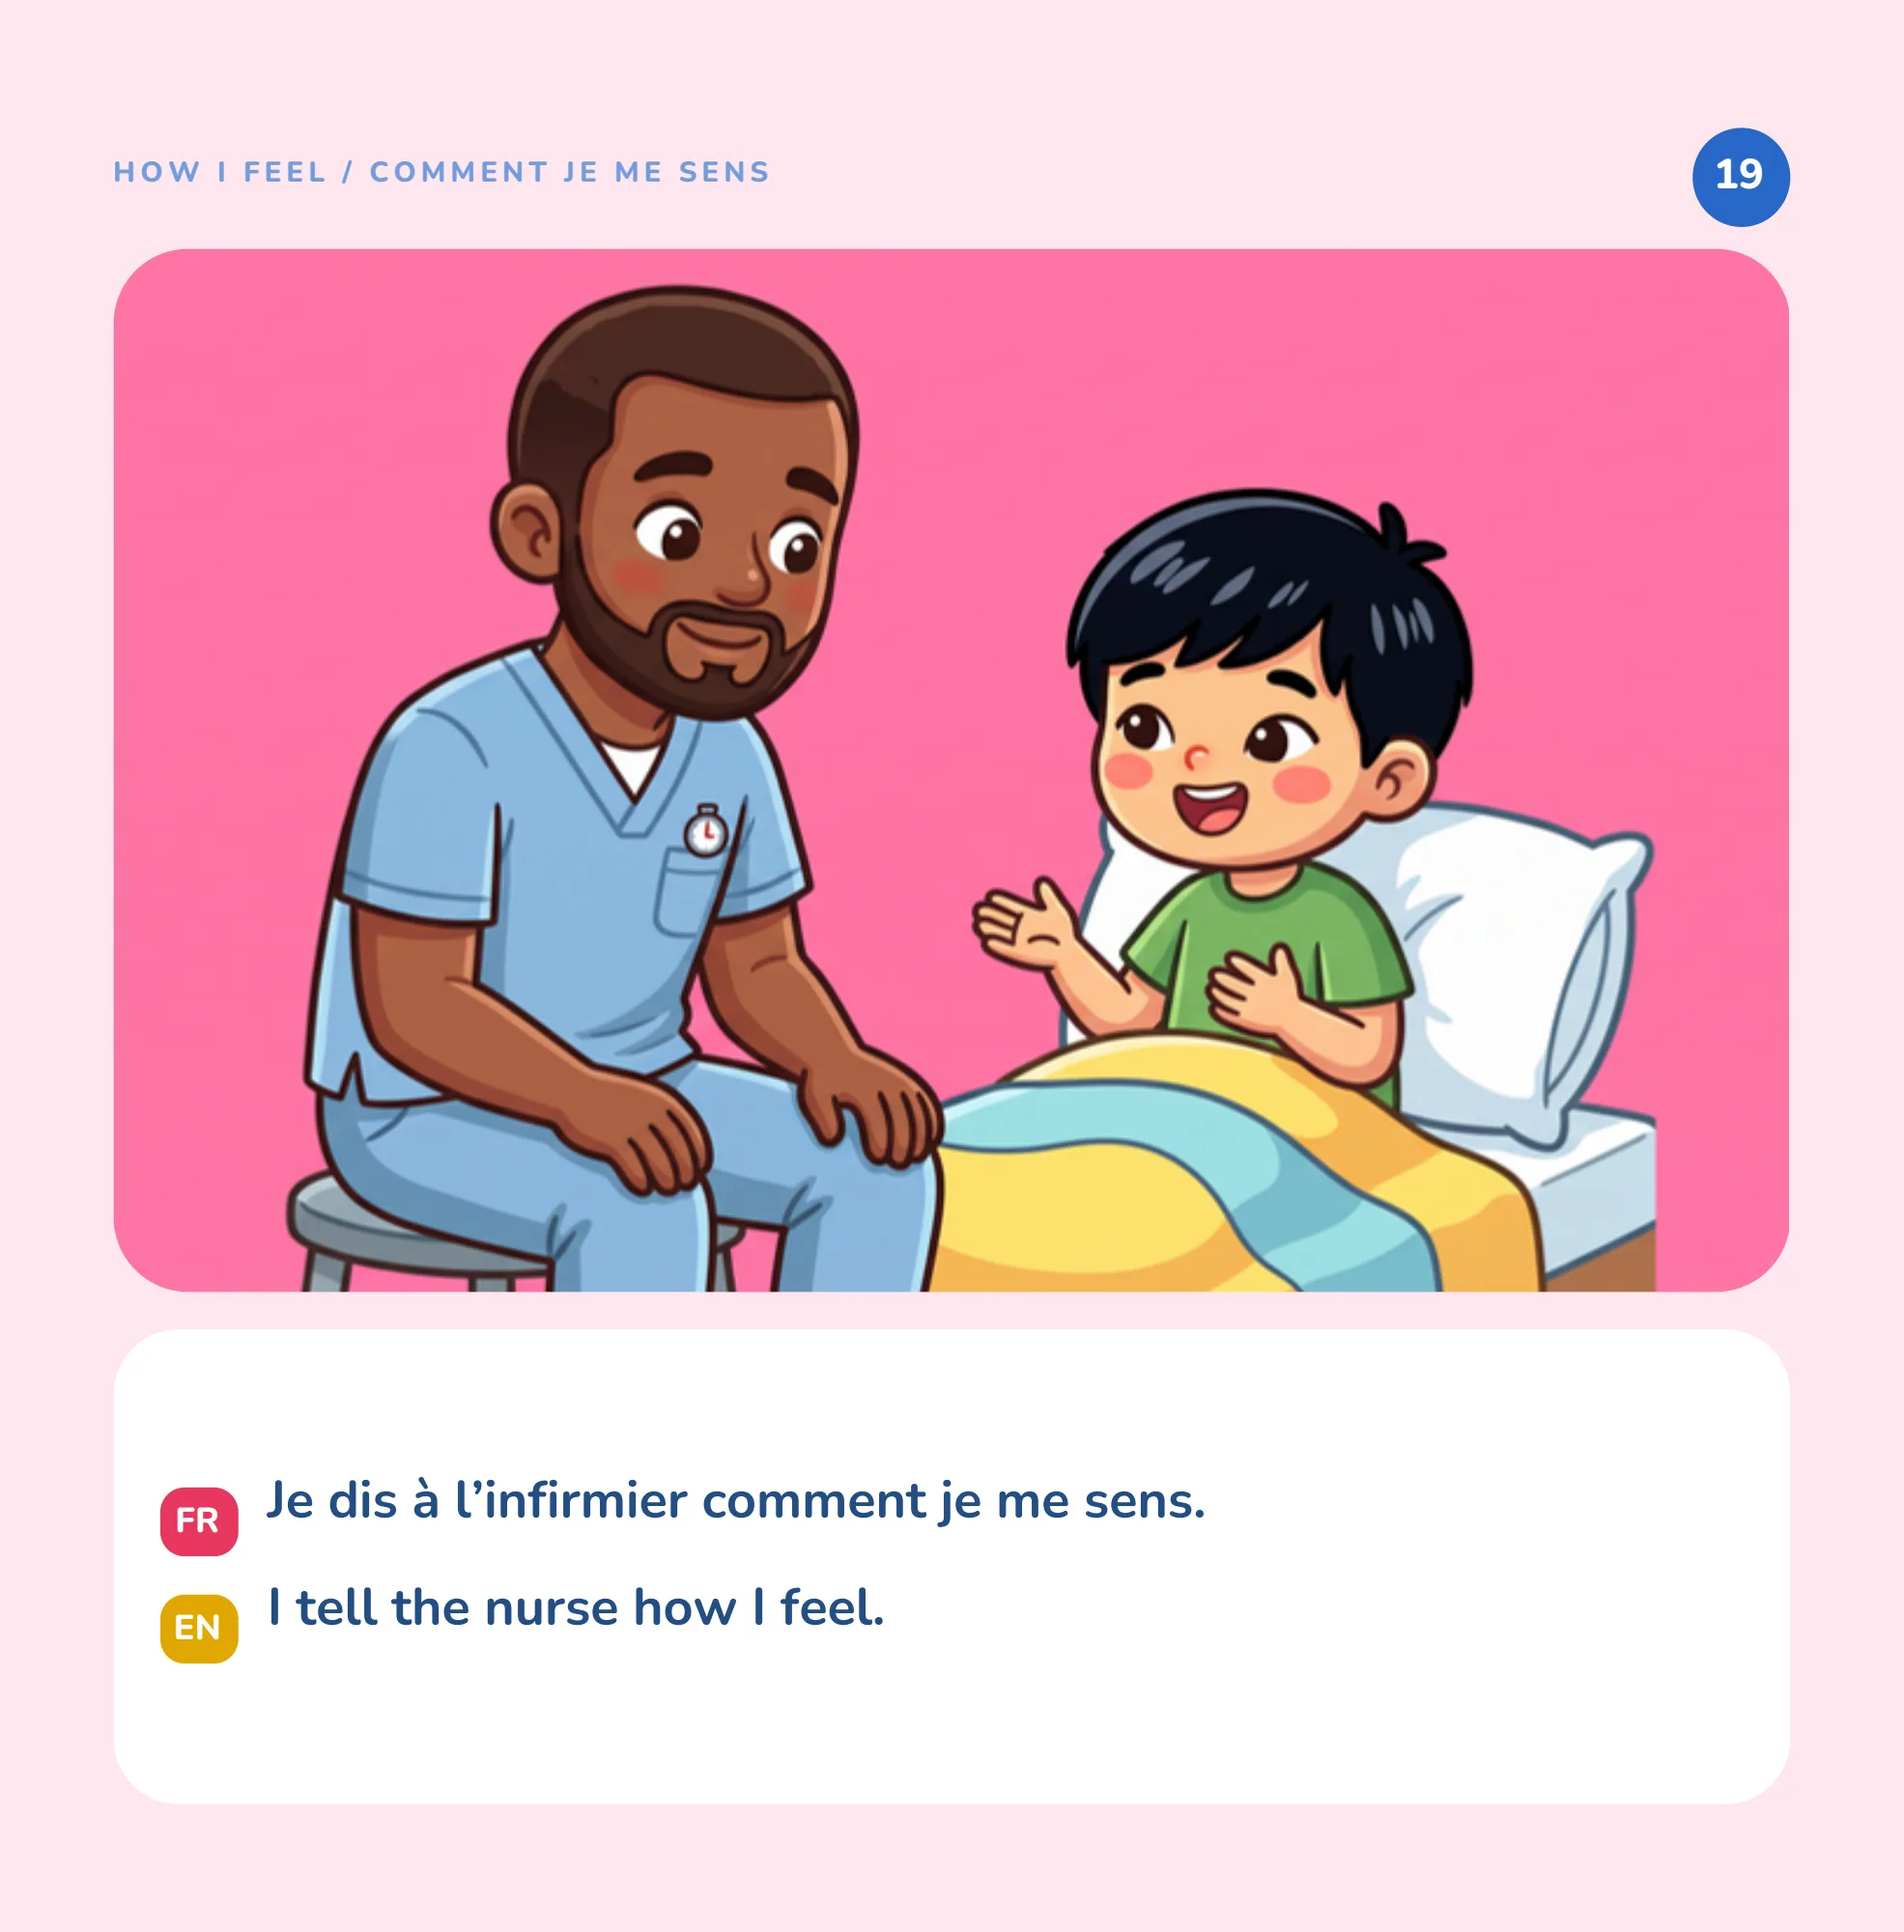 HOW I FEEL / COMMENT JE ME SENS
19
FR Je dis à l’infirmier comment je me sens.
EN I tell the nurse how I feel.